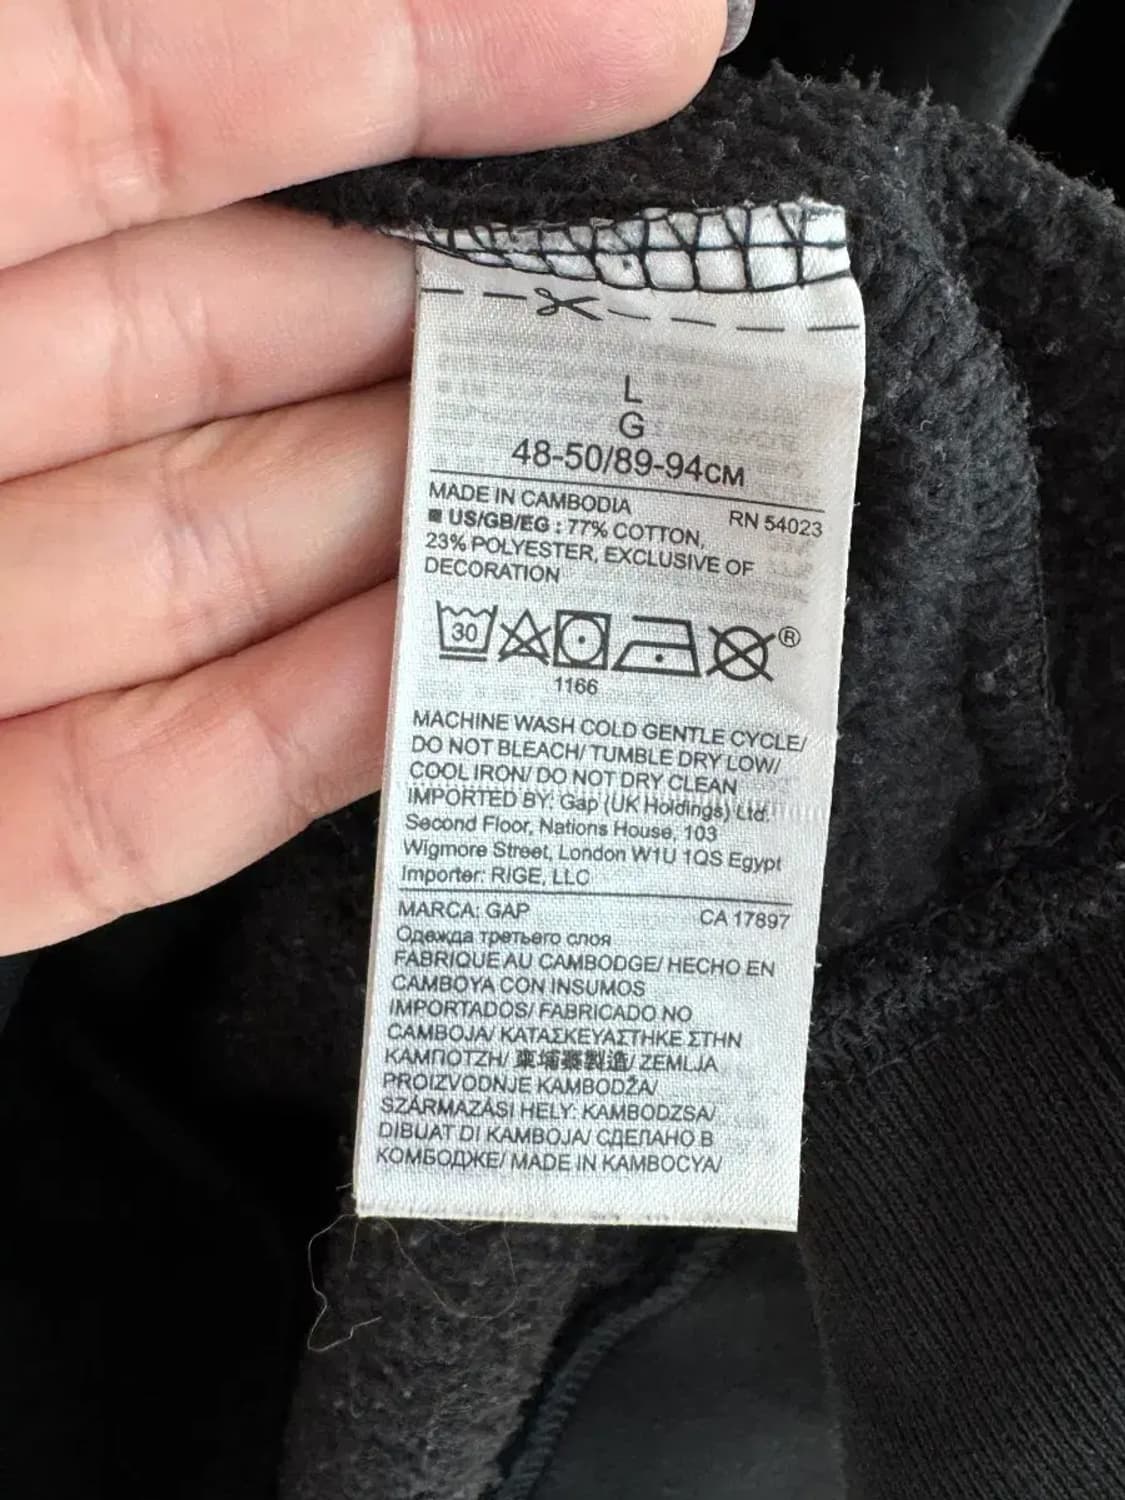 L
G
48-50/89-94CM
MADE IN CAMBODIA RN 54023
■ US/GB/EG : 77% COTTON,
23% POLYESTER, EXCLUSIVE OF
DECORATION
30 ®
1166
MACHINE WASH COLD GENTLE CYCLE/
DO NOT BLEACH/ TUMBLE DRY LOW/
COOL IRON/ DO NOT DRY CLEAN
IMPORTED BY: Gap (UK Holdings) Ltd.
Second Floor, Nations House, 103
Wigmore Street, London W1U 1QS Egypt
Importer: RIGE, LLC
MARCA: GAP CA 17897
Одежда третьего слоя
FABRIQUE AU CAMBODGE/ HECHO EN
CAMBOYA CON INSUMOS
IMPORTADOS/ FABRICADO NO
CAMBOJA/ ΚΑΤΑΣΚΕΥΑΣΤΗΚΕ ΣΤΗΝ
ΚΑΜΠΟΤΖΗ/ 柬埔寨製造/ ZEMLJA
PROIZVODNJE KAMBODŽA/
SZÁRMAZÁSI HELY: KAMBODZSA/
DIBUAT DI KAMBOJA/ СДЕЛАНО В
КОМБОДЖЕ/ MADE IN KAMBOCYA/